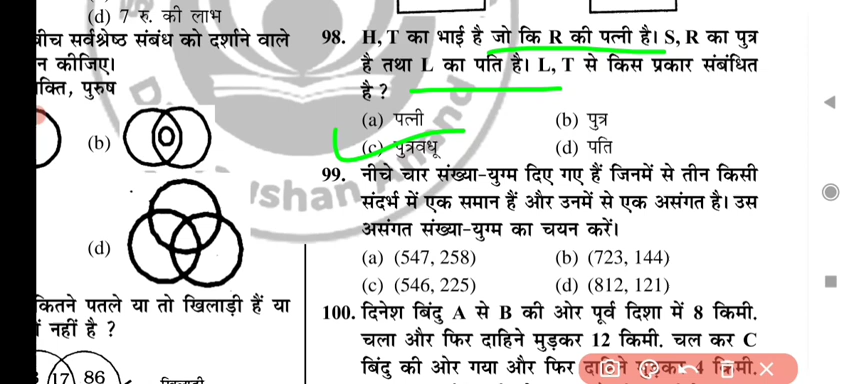 (d) 7 रु. की लाभ
बीच सर्वश्रेष्ठ संबंध को दर्शाने वाले
न कीजिए।
क्ति, पुरुष
(b)
(d)
कितने पतले या तो खिलाड़ी हैं या
नहीं है ?
17 86
98. H, T का भाई है जो कि R की पत्नी है। S, R का पुत्र
है तथा L का पति है। L, T से किस प्रकार संबंधित
है ?
(a) पत्नी (b) पुत्र
(c) पुत्रवधू (d) पति
99. नीचे चार संख्या-युग्म दिए गए हैं जिनमें से तीन किसी
संदर्भ में एक समान हैं और उनमें से एक असंगत है। उस
असंगत संख्या-युग्म का चयन करें।
(a) (547, 258) (b) (723, 144)
(c) (546, 225) (d) (812, 121)
100. दिनेश बिंदु A से B की ओर पूर्व दिशा में 8 किमी.
चला और फिर दाहिने मुड़कर 12 किमी. चल कर C
बिंदु की ओर गया और फिर दाहिने मुड़कर 4 किमी.